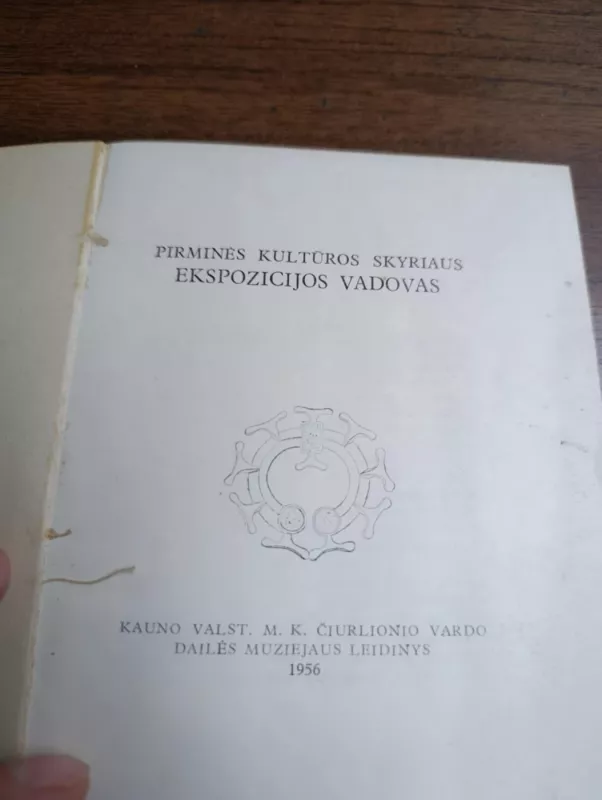 PIRMINĖS KULTŪROS SKYRIAUS
EKSPOZICIJOS VADOVAS
KAUNO VALST. M. K. ČIURLIONIO VARDO
DAILĖS MUZIEJAUS LEIDINYS
1956